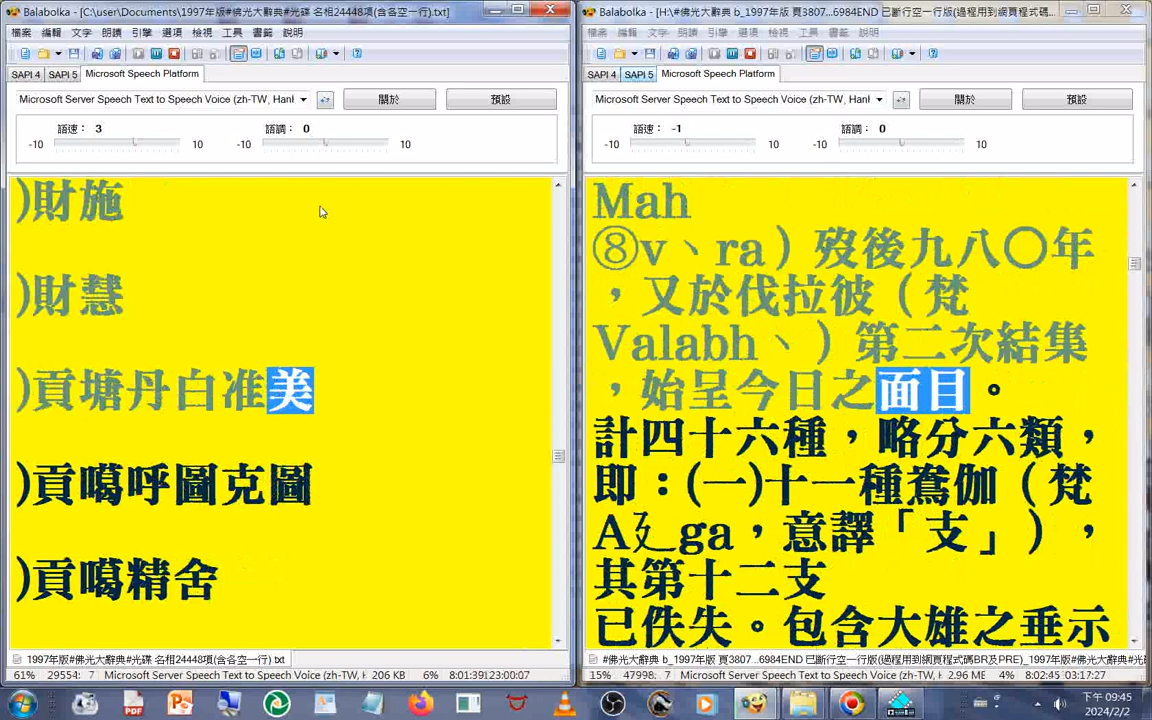 Balabolka - [C:\user\Documents\1997年版#佛光大辭典#光碟 名相24448項(含各空一行).txt]
檔案 編輯 文字 朗讀 引擎 選項 檢視 工具 書籤 說明
SAPI 4 SAPI 5 Microsoft Speech Platform
Microsoft Server Speech Text to Speech Voice (zh-TW, Hanl
關於 預設
語速： 3 語調： 0
-10 10 -10 10
)財施
)財慧
)貢塘丹白准美
)貢噶呼圖克圖
)貢噶精舍
1997年版#佛光大辭典#光碟 名相24448項(含各空一行).txt
61% 29554: 7 Microsoft Server Speech Text to Speech Voice (zh-TW, H 206 KB 6% 8:01:39|23:00:07
Balabolka - [H:\#佛光大辭典 b_1997年版 頁3807...6984END 已斷行空一行版(過程用到網頁程式碼...
檔案 編輯 文字 朗讀 引擎 選項 檢視 工具 書籤 說明
SAPI 4 SAPI 5 Microsoft Speech Platform
Microsoft Server Speech Text to Speech Voice (zh-TW, Hanl
關於 預設
語速： -1 語調： 0
-10 10 -10 10
Mah
⑧v、ra）歿後九八〇年
，又於伐拉彼（梵
Valabh、）第二次結集
，始呈今日之面目。
計四十六種，略分六類，
即：(一)十一種鴦伽（梵
A廴ga，意譯「支」），
其第十二支
已佚失。包含大雄之垂示
#佛光大辭典 b_1997年版 頁3807...6984END 已斷行空一行版(過程用到網頁程式碼BR及PRE)_1997年版#光
15% 47998: 7 Microsoft Server Speech Text to Speech Voice (zh-TW, H 2.96 MB 4% 8:02:45|03:17:27
PDF
下午 09:45
2024/2/2